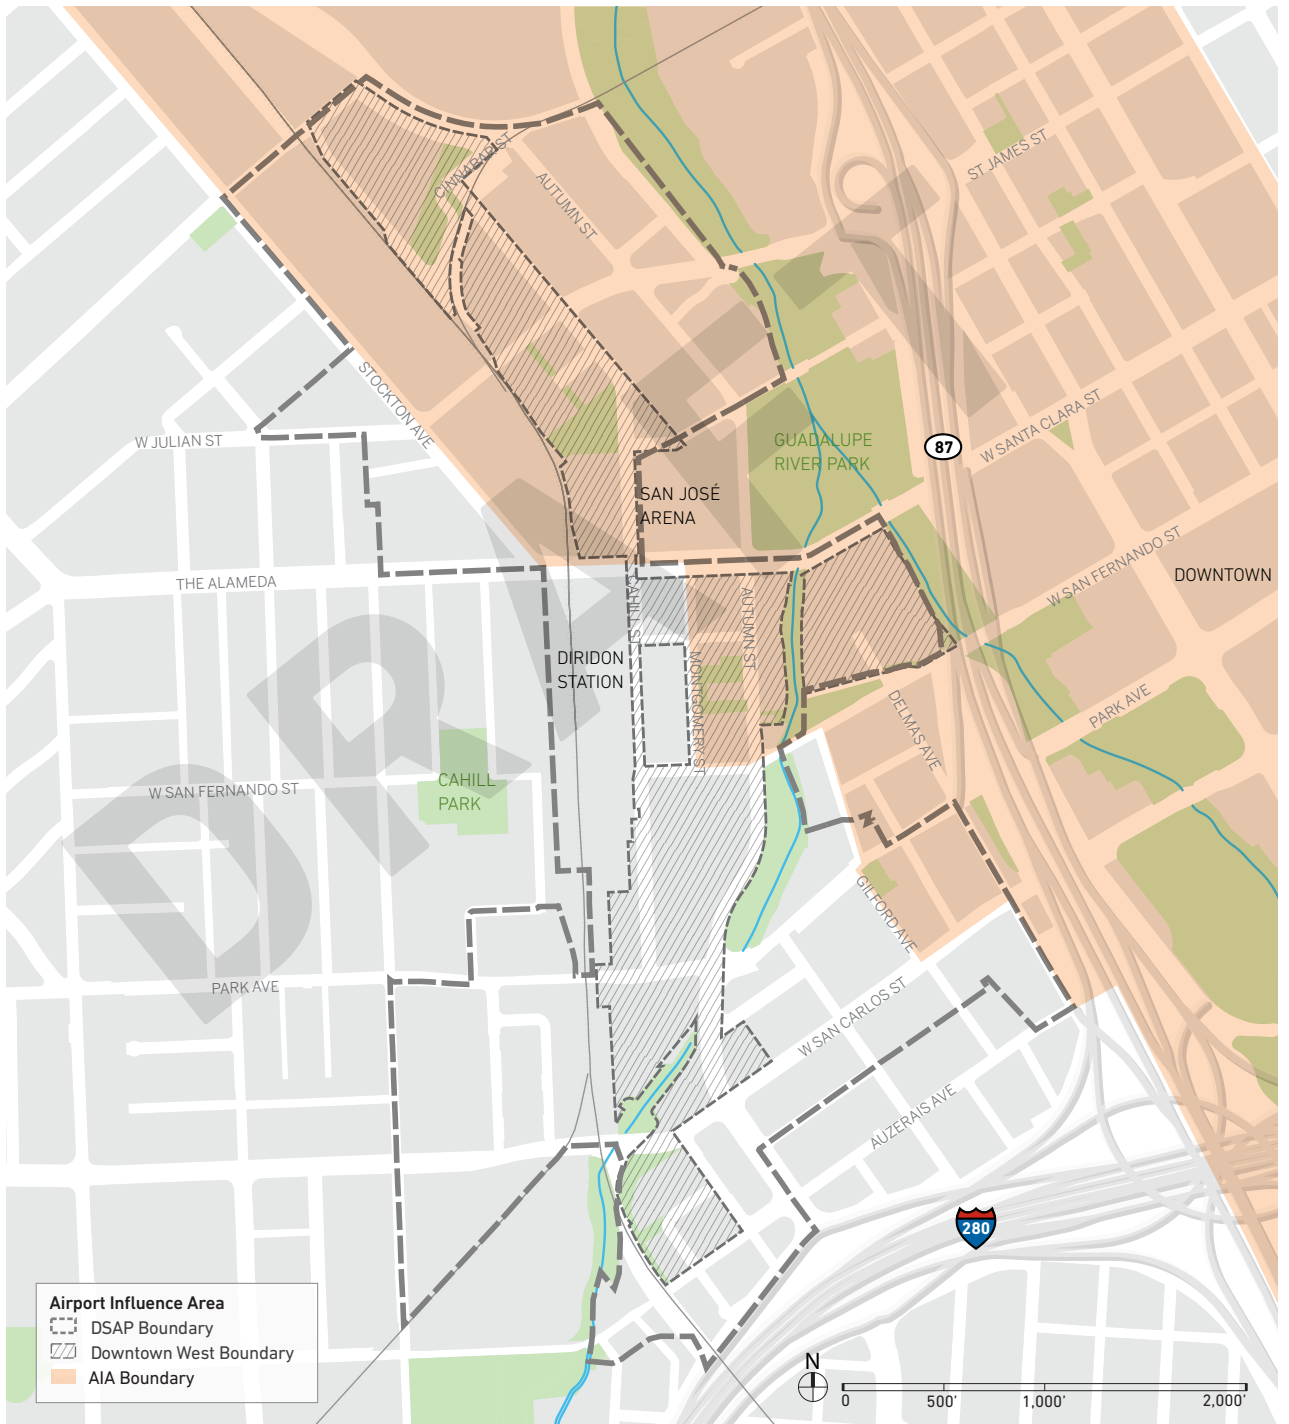 CINNABAR ST
AUTUMN ST
ST JAMES ST
STOCKTON AVE
W JULIAN ST
GUADALUPE
RIVER PARK
87
W SANTA CLARA ST
SAN JOSÉ
ARENA
W SAN FERNANDO ST
DOWNTOWN
THE ALAMEDA
CAHILL ST
AUTUMN ST
DIRIDON
STATION
MONTGOMERY ST
DELMAS AVE
PARK AVE
CAHILL
PARK
W SAN FERNANDO ST
GILFORD AVE
PARK AVE
W SAN CARLOS ST
AUZERAIS AVE
280
DRAFT
Airport Influence Area
DSAP Boundary
Downtown West Boundary
AIA Boundary
N
0 500' 1,000' 2,000'